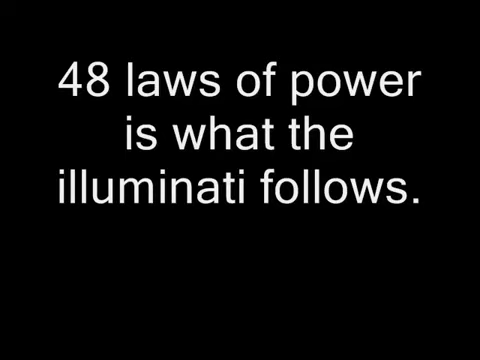 48 laws of power
is what the
illuminati follows.